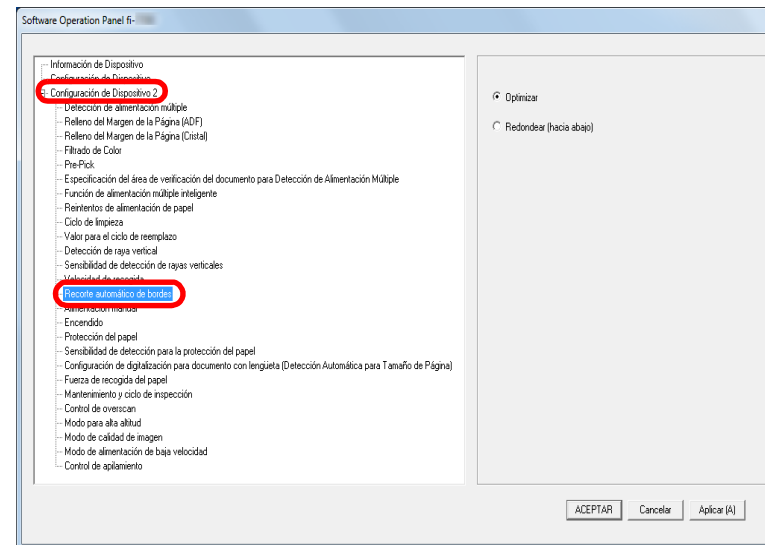 Software Operation Panel fi-
Información de Dispositivo
Configuración de Dispositivo
Configuración de Dispositivo 2
Detección de alimentación múltiple
Relleno del Margen de la Página (ADF)
Relleno del Margen de la Página (Cristal)
Filtrado de Color
Pre-Pick
Especificación del área de verificación del documento para Detección de Alimentación Múltiple
Función de alimentación múltiple inteligente
Reintentos de alimentación de papel
Ciclo de limpieza
Valor para el ciclo de reemplazo
Detección de raya vertical
Sensibilidad de detección de rayas verticales
Velocidad de recogida
Recorte automático de bordes
Alimentación manual
Encendido
Protección del papel
Sensibilidad de detección para la protección del papel
Configuración de digitalización para documento con lengüeta (Detección Automática para Tamaño de Página)
Fuerza de recogida del papel
Mantenimiento y ciclo de inspección
Control de overscan
Modo para alta altitud
Modo de calidad de imagen
Modo de alimentación de baja velocidad
Control de apilamiento
Optimizar
Redondear (hacia abajo)
ACEPTAR Cancelar Aplicar (A)